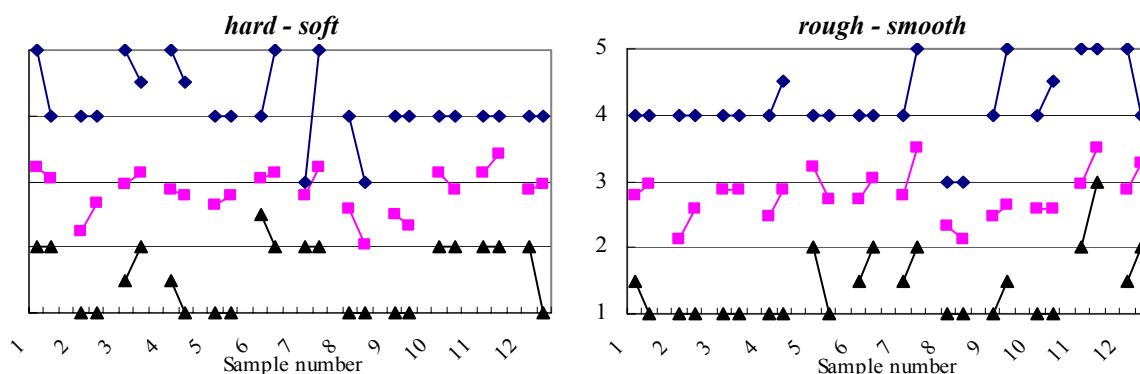 hard - soft
1 2 3 4 5 6 7 8 9 10 11 12
Sample number
rough - smooth
5
4
3
2
1
1 2 3 4 5 6 7 8 9 10 11 12
Sample number